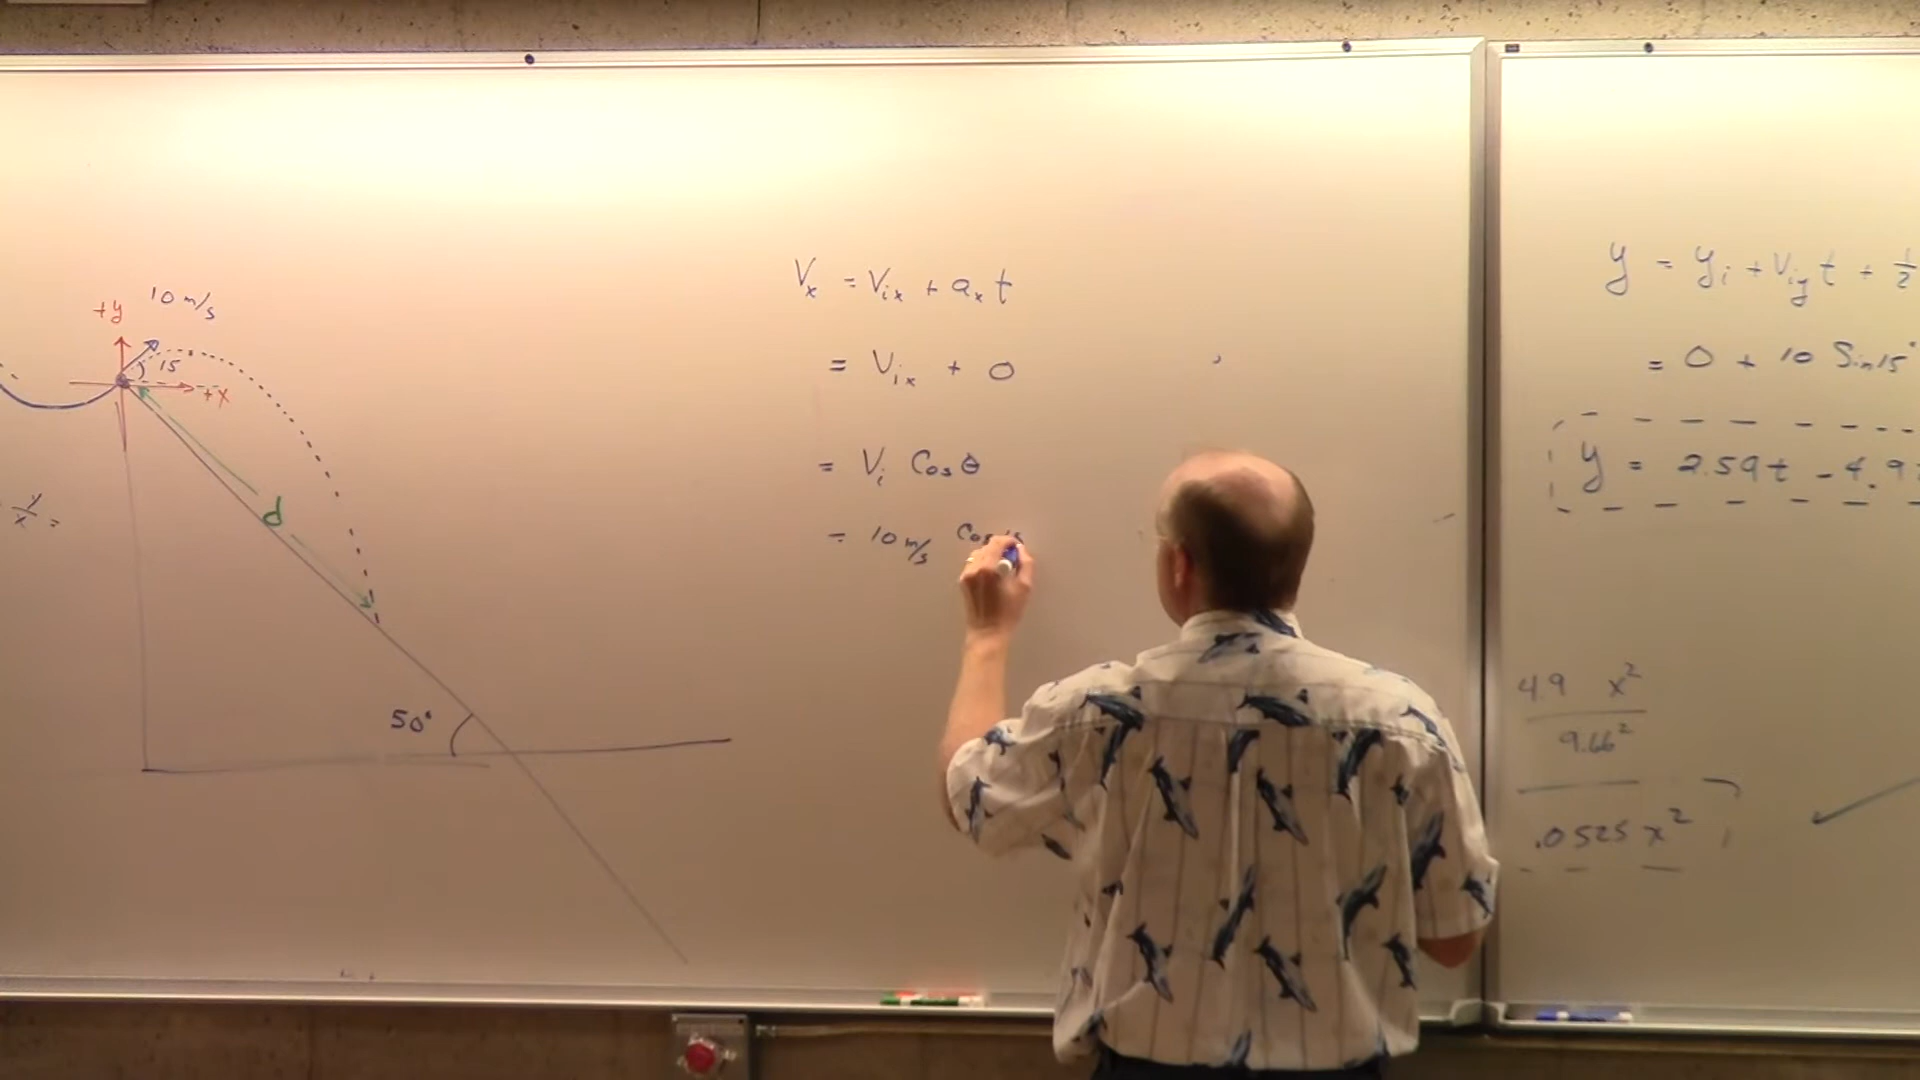 10 m/s
+y
15
+x
d
y/x =
50°
Vx = Vix + ax t
= Vix + 0
= Vi Cos θ
= 10 m/s Cos 15
y = yi + Viy t + 1/2
= 0 + 10 Sin 15°
y = 2.59t - 4.9
4.9 x²
9.66²
.0525 x²